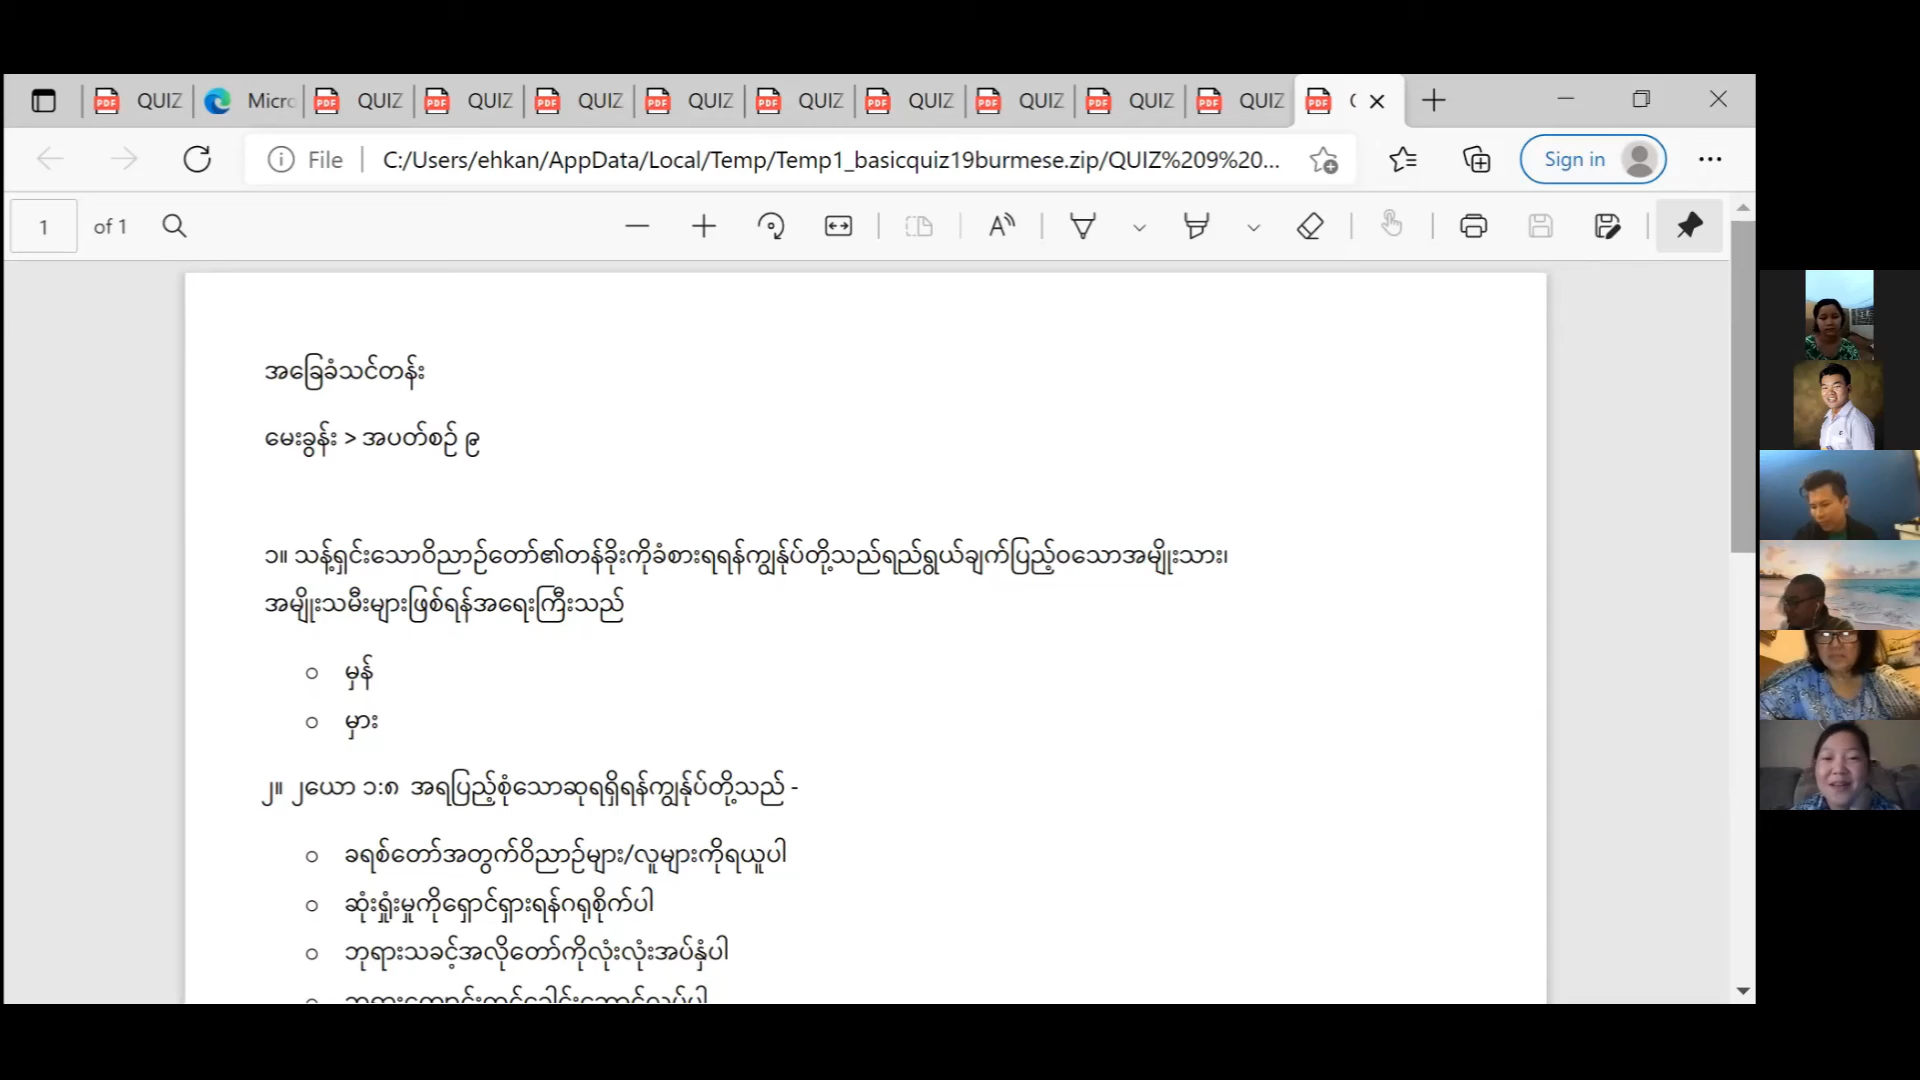 QUIZ
Micro
QUIZ
QUIZ
QUIZ
QUIZ
QUIZ
QUIZ
QUIZ
QUIZ
QUIZ
File
C:/Users/ehkan/AppData/Local/Temp/Temp1_basicquiz19burmese.zip/QUIZ%209%20...
Sign in
1 of 1
အခြေခံသင်တန်း
မေးခွန်း > အပတ်စဉ် ၉
၁။ သန့်ရှင်းသောဝိညာဉ်တော်၏တန်ခိုးကိုခံစားရရန်ကျွန်ုပ်တို့သည်ရည်ရွယ်ချက်ပြည့်ဝသောအမျိုးသား၊
အမျိုးသမီးများဖြစ်ရန်အရေးကြီးသည်
မှန်
မှား
၂။ ၂ယော ၁:၈ အရပြည့်စုံသောဆုရရှိရန်ကျွန်ုပ်တို့သည် -
ခရစ်တော်အတွက်ဝိညာဉ်များ/လူများကိုရယူပါ
ဆုံးရှုံးမှုကိုရှောင်ရှားရန်ဂရုစိုက်ပါ
ဘုရားသခင့်အလိုတော်ကိုလုံးလုံးအပ်နှံပါ